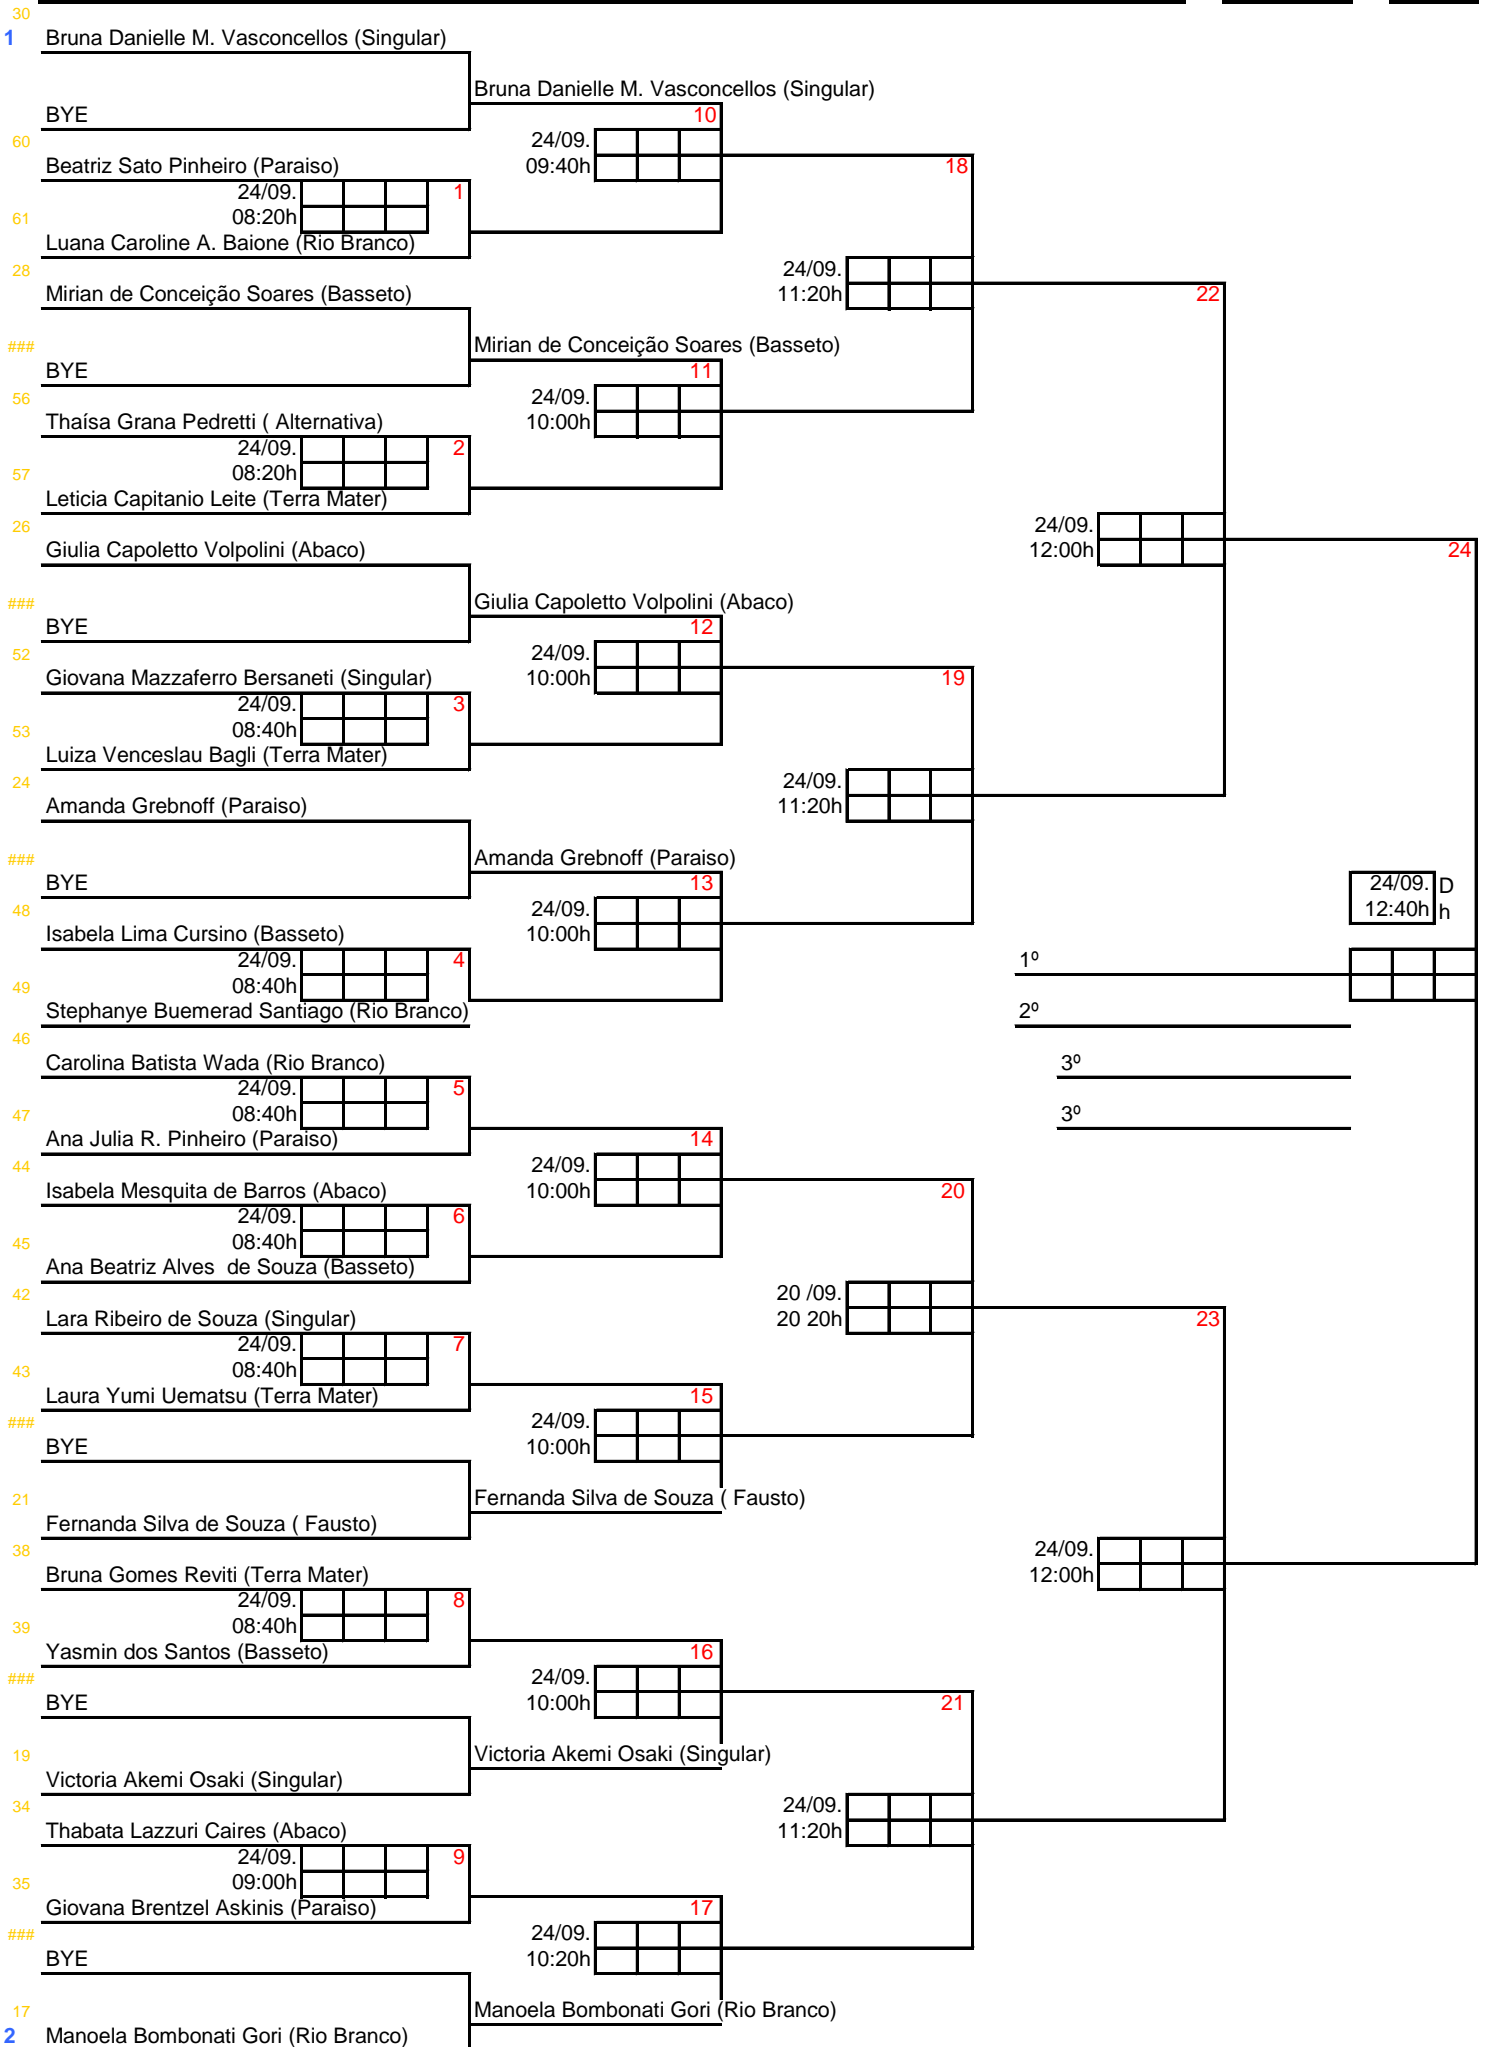 30
1 Bruna Danielle M. Vasconcellos (Singular)
Bruna Danielle M. Vasconcellos (Singular)
BYE 10
60 24/09.
Beatriz Sato Pinheiro (Paraiso) 09:40h 18
24/09. 1
61 08:20h
Luana Caroline A. Baione (Rio Branco)
28 24/09.
Mirian de Conceição Soares (Basseto) 11:20h 22
### Mirian de Conceição Soares (Basseto)
BYE 11
56 24/09.
Thaísa Grana Pedretti ( Alternativa) 10:00h
24/09. 2
57 08:20h
Leticia Capitanio Leite (Terra Mater)
26 24/09.
Giulia Capoletto Volpolini (Abaco) 12:00h 24
### Giulia Capoletto Volpolini (Abaco)
BYE 12
52 24/09.
Giovana Mazzaferro Bersaneti (Singular) 10:00h 19
24/09. 3
53 08:40h
Luiza Venceslau Bagli (Terra Mater)
24 24/09.
Amanda Grebnoff (Paraiso) 11:20h
### Amanda Grebnoff (Paraiso)
BYE 13 24/09. D
48 24/09. 12:40h h
Isabela Lima Cursino (Basseto) 10:00h
24/09. 4 1º
49 08:40h
Stephanye Buemerad Santiago (Rio Branco) 2º
46
Carolina Batista Wada (Rio Branco) 3º
24/09. 5
47 08:40h 3º
Ana Julia R. Pinheiro (Paraiso) 14
44 24/09.
Isabela Mesquita de Barros (Abaco) 10:00h 20
24/09. 6
45 08:40h
Ana Beatriz Alves  de Souza (Basseto)
42 20 /09.
Lara Ribeiro de Souza (Singular) 20 20h 23
24/09. 7
43 08:40h
Laura Yumi Uematsu (Terra Mater) 15
### 24/09.
BYE 10:00h
21 Fernanda Silva de Souza ( Fausto)
Fernanda Silva de Souza ( Fausto)
38 24/09.
Bruna Gomes Reviti (Terra Mater) 12:00h
24/09. 8
39 08:40h
Yasmin dos Santos (Basseto) 16
### 24/09.
BYE 10:00h 21
19 Victoria Akemi Osaki (Singular)
Victoria Akemi Osaki (Singular)
34 24/09.
Thabata Lazzuri Caires (Abaco) 11:20h
24/09. 9
35 09:00h
Giovana Brentzel Askinis (Paraiso) 17
### 24/09.
BYE 10:20h
17 Manoela Bombonati Gori (Rio Branco)
2 Manoela Bombonati Gori (Rio Branco)